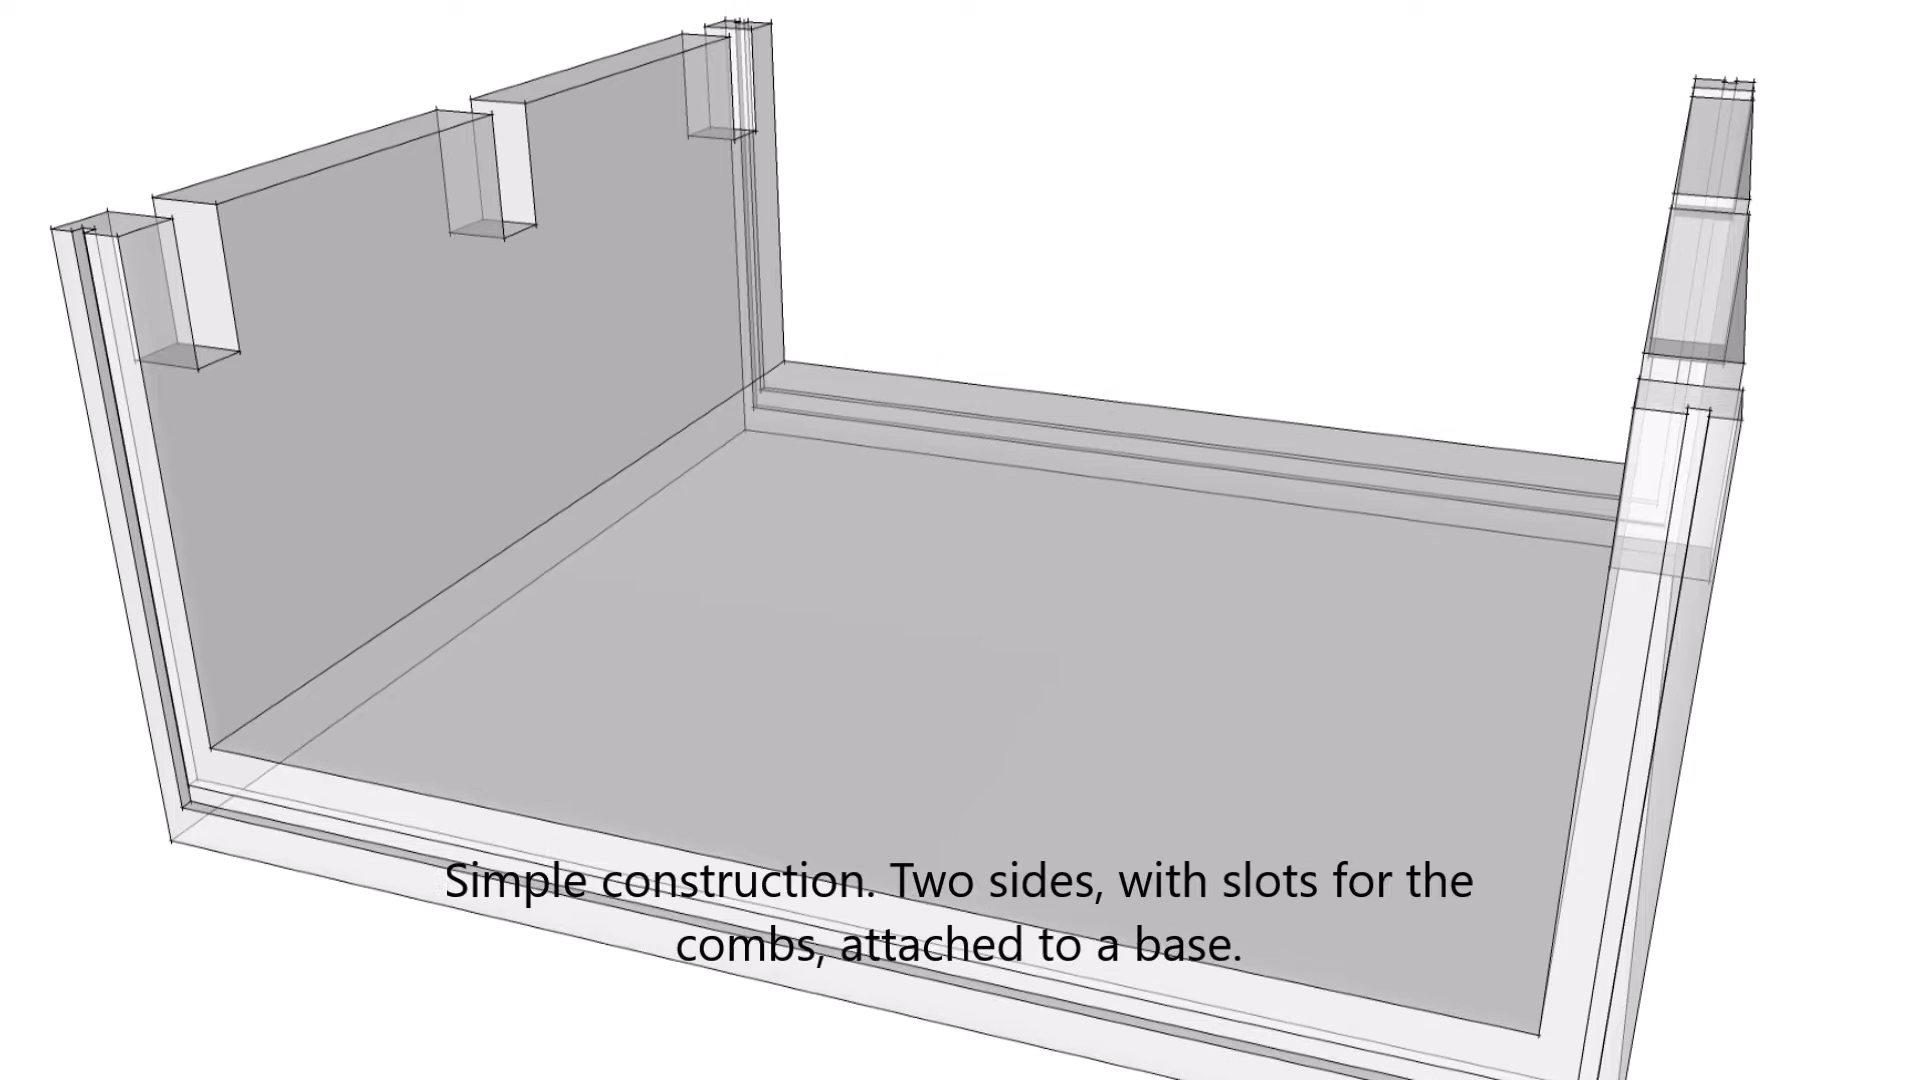 Simple construction. Two sides, with slots for the
combs, attached to a base.